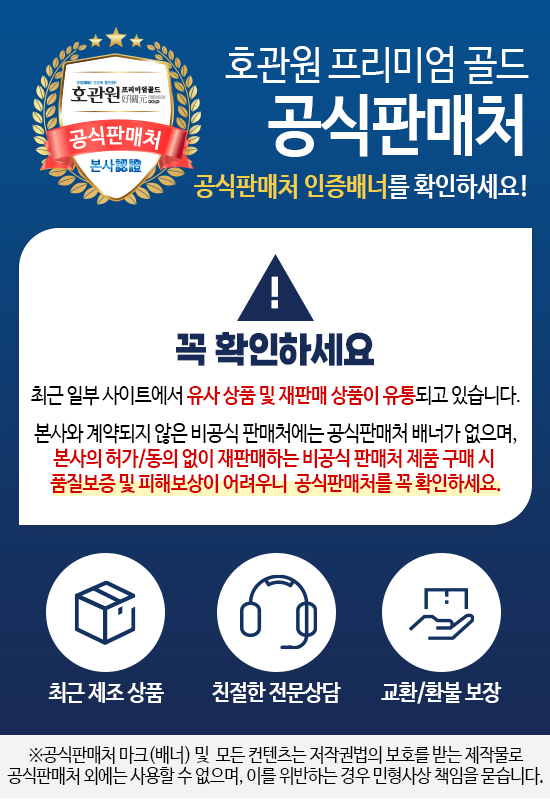 호관원 프리미엄골드
好關元 PREMIUM GOLD
공식판매처
본사認證
호관원 프리미엄 골드
공식판매처
공식판매처 인증배너를 확인하세요!
!
꼭 확인하세요
최근 일부 사이트에서 유사 상품 및 재판매 상품이 유통되고 있습니다.
본사와 계약되지 않은 비공식 판매처에는 공식판매처 배너가 없으며,
본사의 허가/동의 없이 재판매하는 비공식 판매처 제품 구매 시
품질보증 및 피해보상이 어려우니 공식판매처를 꼭 확인하세요.
최근 제조 상품
친절한 전문상담
교환/환불 보장
※공식판매처 마크(배너) 및 모든 컨텐츠는 저작권법의 보호를 받는 제작물로
공식판매처 외에는 사용할 수 없으며, 이를 위반하는 경우 민형사상 책임을 묻습니다.